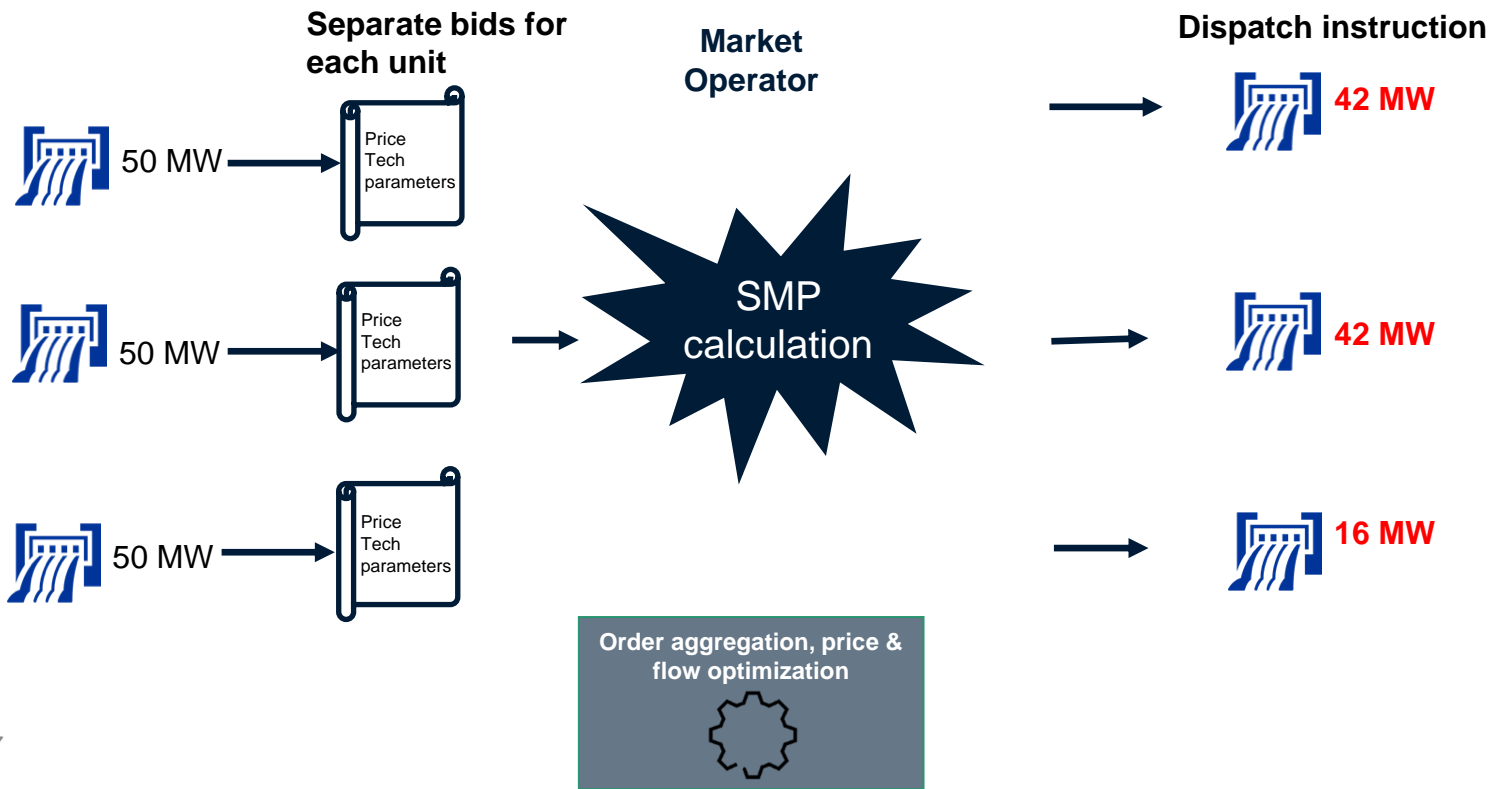 Separate bids for
each unit
Market
Operator
Dispatch instruction
50 MW
Price
Tech
parameters
42 MW
50 MW
Price
Tech
parameters
SMP
calculation
42 MW
50 MW
Price
Tech
parameters
16 MW
Order aggregation, price &
flow optimization